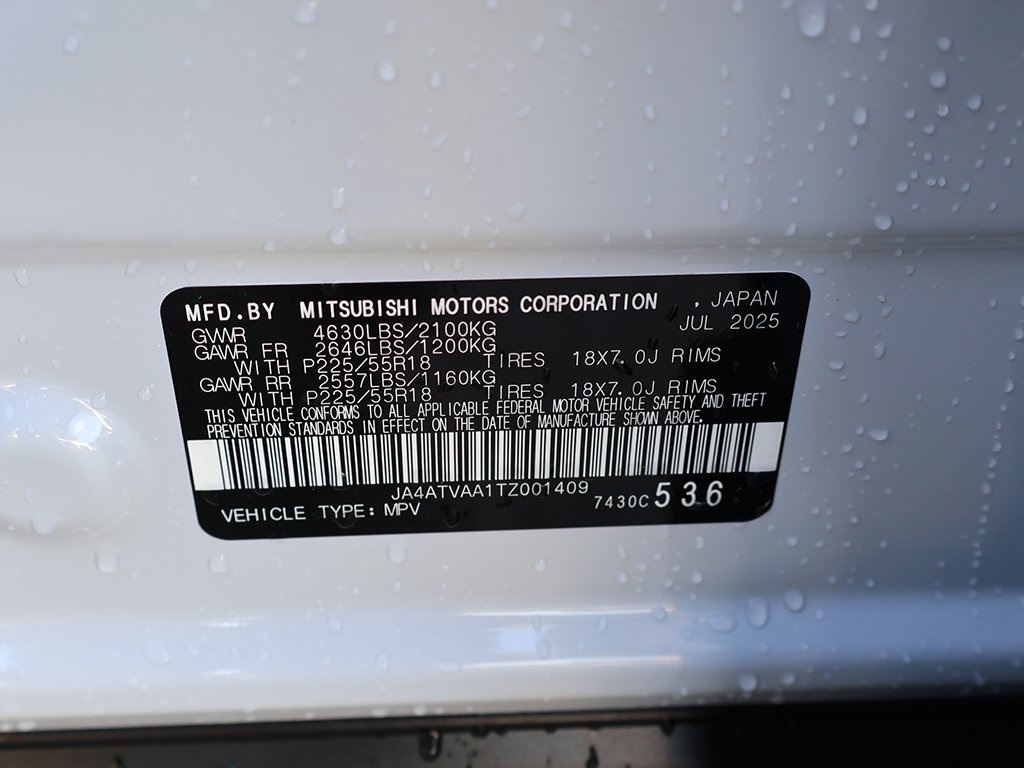 MFD.BY MITSUBISHI MOTORS CORPORATION , JAPAN
GVWR 4630LBS/2100KG JUL 2025
GAWR FR 2646LBS/1200KG
WITH P225/55R18 TIRES 18X7.0J RIMS
GAWR RR 2557LBS/1160KG
WITH P225/55R18 TIRES 18X7.0J RIMS
THIS VEHICLE CONFORMS TO ALL APPLICABLE FEDERAL MOTOR VEHICLE SAFETY AND THEFT
PREVENTION STANDARDS IN EFFECT ON THE DATE OF MANUFACTURE SHOWN ABOVE.
JA4ATVAA1TZ001409
VEHICLE TYPE: MPV 7430C 536